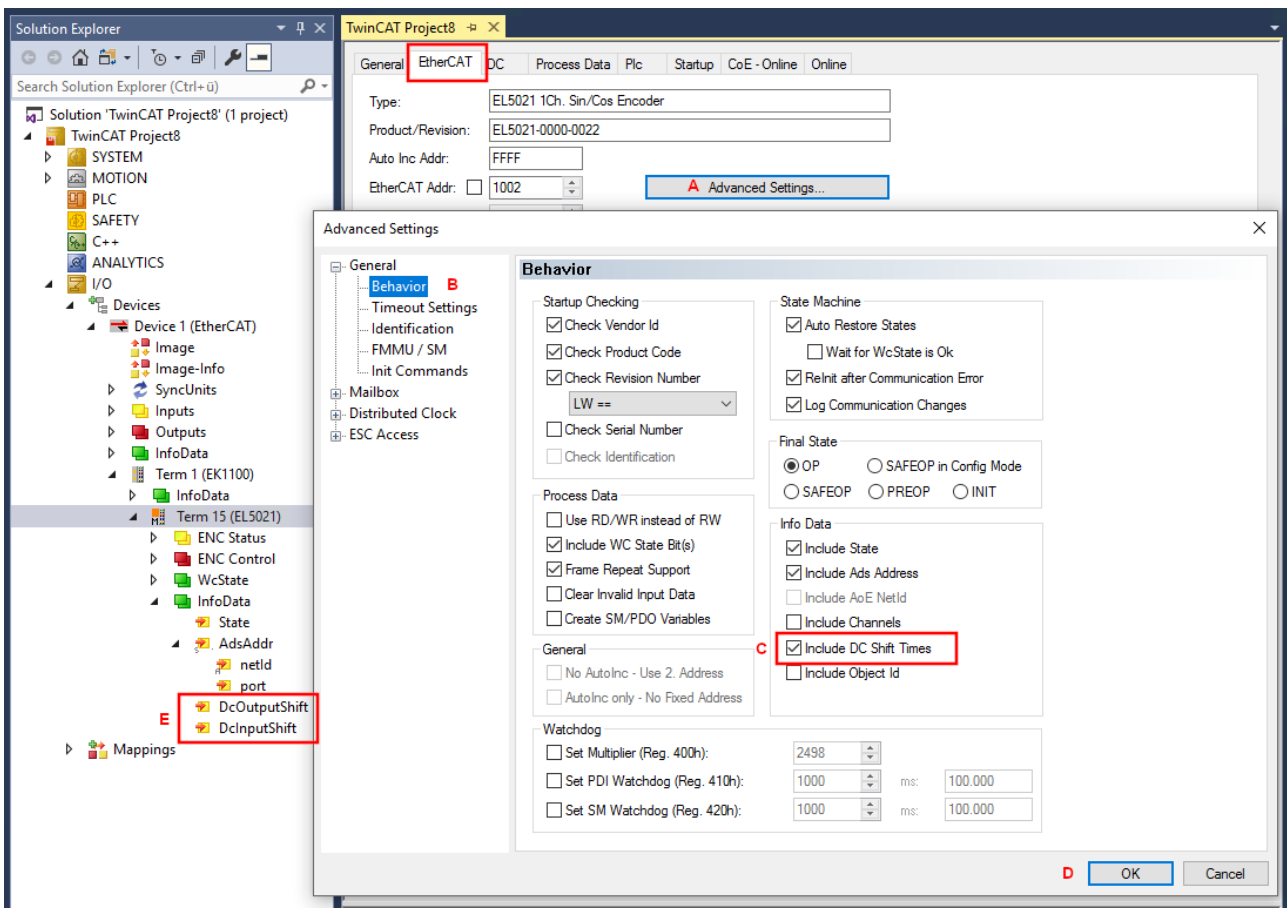 Solution Explorer
Search Solution Explorer (Ctrl+ü)
Solution 'TwinCAT Project8' (1 project)
TwinCAT Project8
SYSTEM
MOTION
PLC
SAFETY
C++
ANALYTICS
I/O
Devices
Device 1 (EtherCAT)
Image
Image-Info
SyncUnits
Inputs
Outputs
InfoData
Term 1 (EK1100)
InfoData
Term 15 (EL5021)
ENC Status
ENC Control
WcState
InfoData
State
AdsAddr
netId
port
DcOutputShift
E
DcInputShift
Mappings
TwinCAT Project8
General EtherCAT DC Process Data Plc Startup CoE - Online Online
Type: EL5021 1Ch. Sin/Cos Encoder
Product/Revision: EL5021-0000-0022
Auto Inc Addr: FFFF
EtherCAT Addr: 1002 A Advanced Settings...
Advanced Settings
General
Behavior B
Timeout Settings
Identification
FMMU / SM
Init Commands
Mailbox
Distributed Clock
ESC Access
Behavior
Startup Checking
Check Vendor Id
Check Product Code
Check Revision Number
LW ==
Check Serial Number
Check Identification
Process Data
Use RD/WR instead of RW
Include WC State Bit(s)
Frame Repeat Support
Clear Invalid Input Data
Create SM/PDO Variables
General
No AutoInc - Use 2. Address
AutoInc only - No Fixed Address
State Machine
Auto Restore States
Wait for WcState is Ok
ReInit after Communication Error
Log Communication Changes
Final State
OP SAFEOP in Config Mode
SAFEOP PREOP INIT
Info Data
Include State
Include Ads Address
Include AoE NetId
Include Channels
C Include DC Shift Times
Include Object Id
Watchdog
Set Multiplier (Reg. 400h): 2498
Set PDI Watchdog (Reg. 410h): 1000 ms: 100.000
Set SM Watchdog (Reg. 420h): 1000 ms: 100.000
D OK Cancel